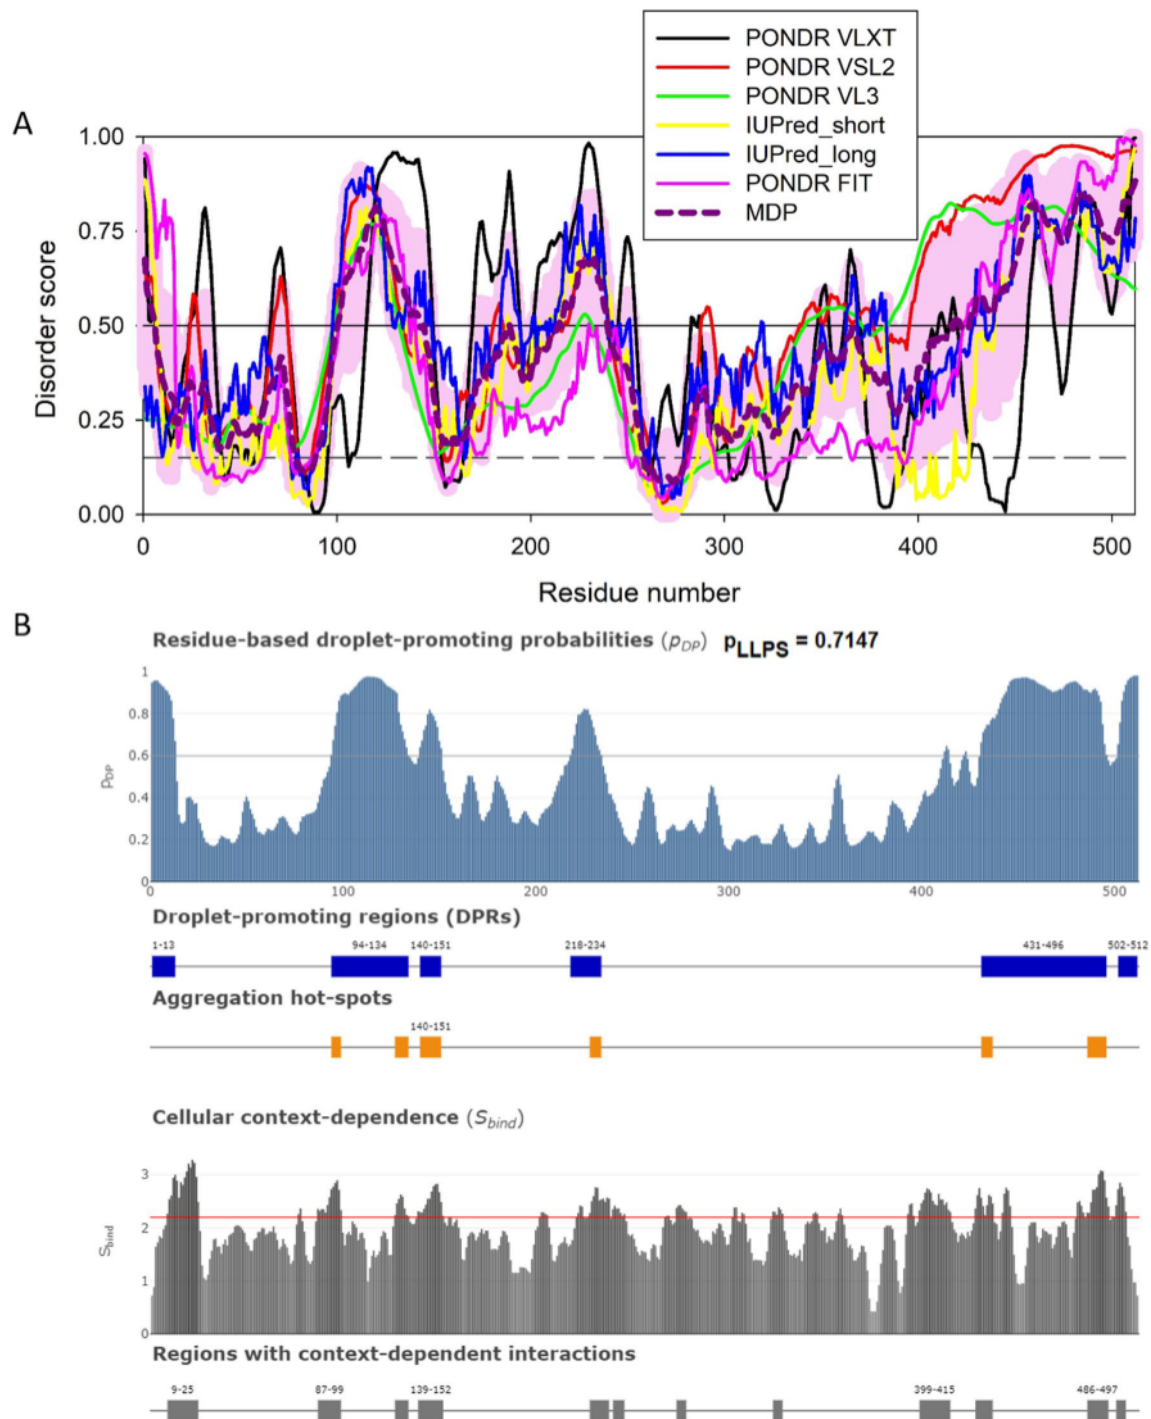 PONDR VLXT
PONDR VSL2
PONDR VL3
IUPred_short
IUPred_long
PONDR FIT
MDP
A
1.00
0.75
0.50
0.25
0.00
Disorder score
0 100 200 300 400 500
Residue number
B
Residue-based droplet-promoting probabilities (pDP) pLLPS = 0.7147
1
0.8
0.6
0.4
0.2
0
pDP
0 100 200 300 400 500
Droplet-promoting regions (DPRs)
1-13 94-134 140-151 218-234 431-496 502-512
Aggregation hot-spots
140-151
Cellular context-dependence (Sbind)
3
2
1
0
Sbind
Regions with context-dependent interactions
9-25 87-99 139-152 399-415 486-497